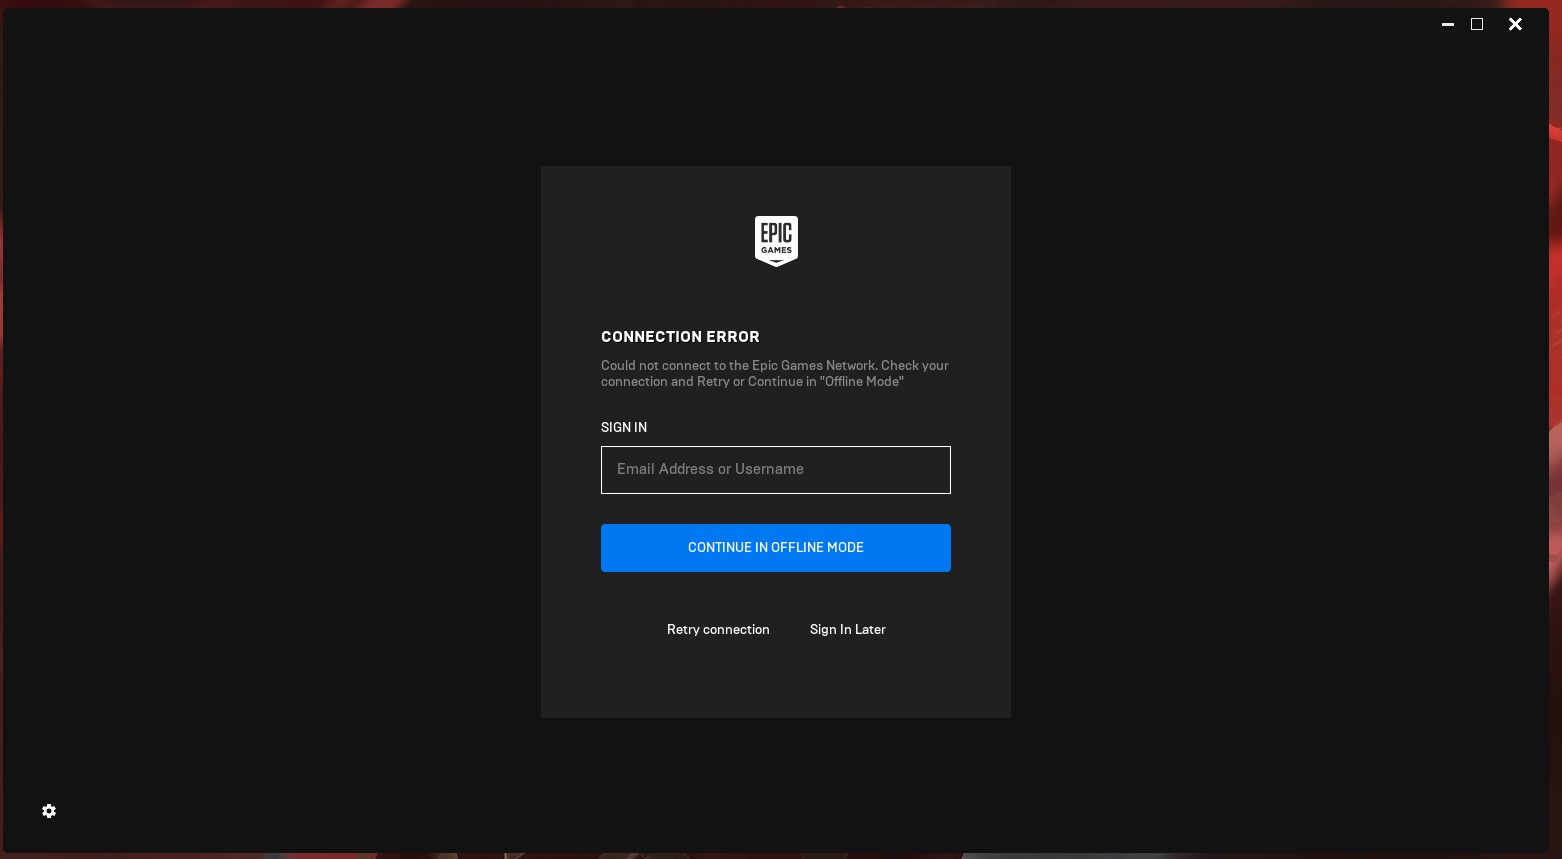 EPIC
GAMES
CONNECTION ERROR
Could not connect to the Epic Games Network. Check your
connection and Retry or Continue in "Offline Mode"
SIGN IN
Email Address or Username
CONTINUE IN OFFLINE MODE
Retry connection Sign In Later